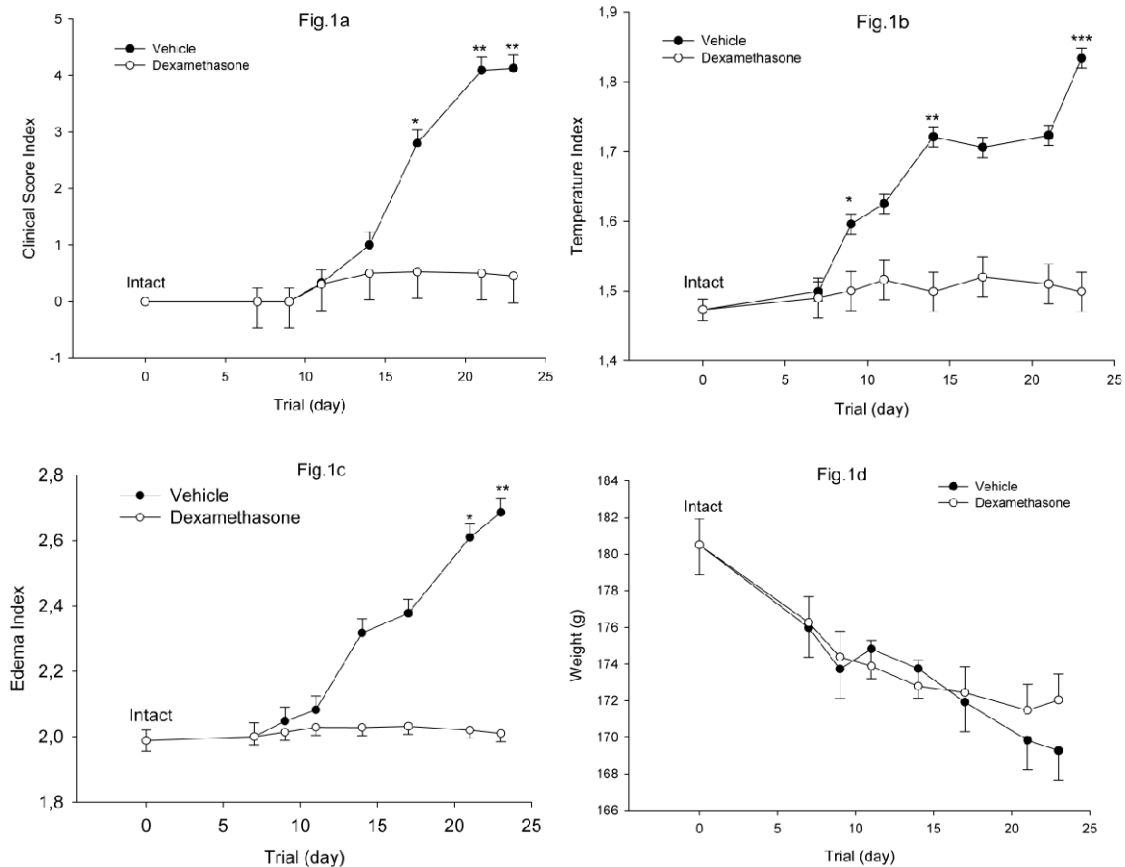 Fig.1a
Vehicle
Dexamethasone
**
**
*
Intact
Clinical Score Index
5
4
3
2
1
0
-1
0
5
10
15
20
25
Trial (day)
Fig.1b
Vehicle
Dexamethasone
***
**
*
Intact
Temperature Index
1,9
1,8
1,7
1,6
1,5
1,4
0
5
10
15
20
25
Trial (day)
Fig.1c
Vehicle
Dexamethasone
**
*
Intact
Edema Index
2,8
2,6
2,4
2,2
2,0
1,8
0
5
10
15
20
25
Trial (day)
Fig.1d
Vehicle
Dexamethasone
Intact
Weight (g)
184
182
180
178
176
174
172
170
168
166
0
5
10
15
20
25
Trial (day)